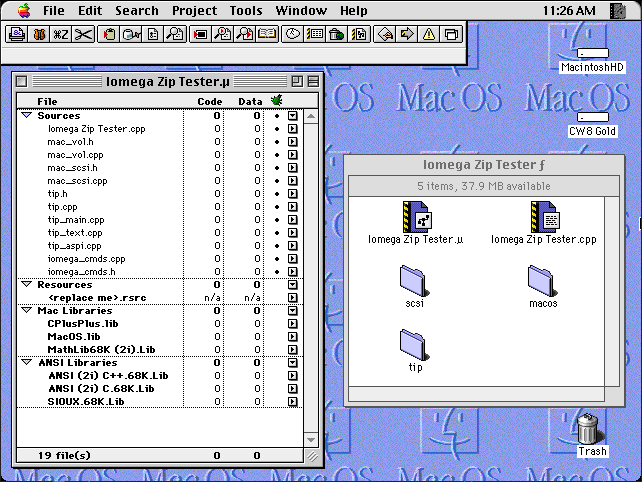 File Edit Search Project Tools Window Help 11:26 AM
⌘Z
Iomega Zip Tester.µ
File Code Data
Sources 0 0
Iomega Zip Tester.cpp 0 0
mac_vol.h 0 0
mac_vol.cpp 0 0
mac_scsi.h 0 0
mac_scsi.cpp 0 0
tip.h 0 0
tip.cpp 0 0
tip_main.cpp 0 0
tip_text.cpp 0 0
tip_aspi.cpp 0 0
iomega_cmds.cpp 0 0
iomega_cmds.h 0 0
Resources 0 0
<replace me>.rsrc n/a n/a
Mac Libraries 0 0
CPlusPlus.lib 0 0
MacOS.lib 0 0
MathLib68K (2i).Lib 0 0
ANSI Libraries 0 0
ANSI (2i) C++.68K.Lib 0 0
ANSI (2i) C.68K.Lib 0 0
SIOUX.68K.Lib 0 0
19 file(s) 0 0
MacintoshHD
Mac OS
Mac OS
CW8 Gold
Iomega Zip Tester ƒ
5 items, 37.9 MB available
Iomega Zip Tester.µ
Iomega Zip Tester.cpp
scsi
macos
tip
Trash
Mac OS